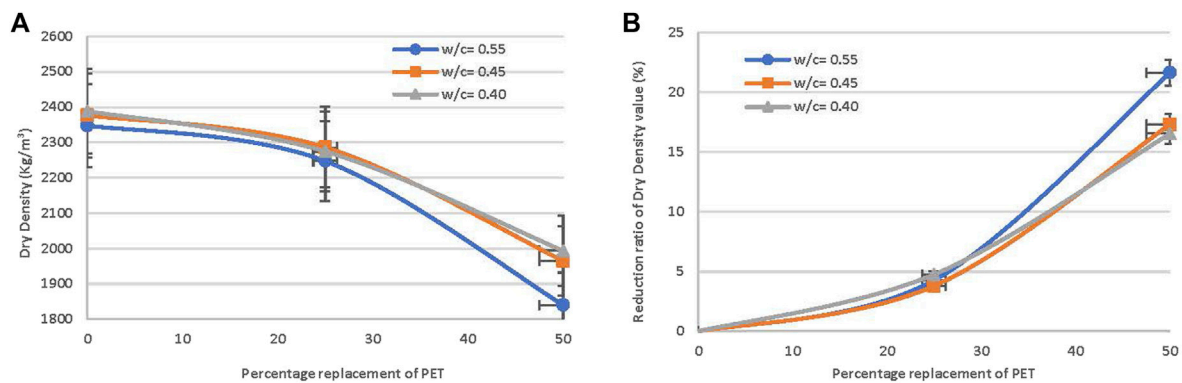 A
Dry Density (Kg/m³)
2600
2500
2400
2300
2200
2100
2000
1900
1800
w/c= 0.55
w/c= 0.45
w/c= 0.40
0 10 20 30 40 50
Percentage replacement of PET
B
Reduction ratio of Dry Density value (%)
25
20
15
10
5
0
w/c= 0.55
w/c= 0.45
w/c= 0.40
0 10 20 30 40 50
Percentage replacement of PET